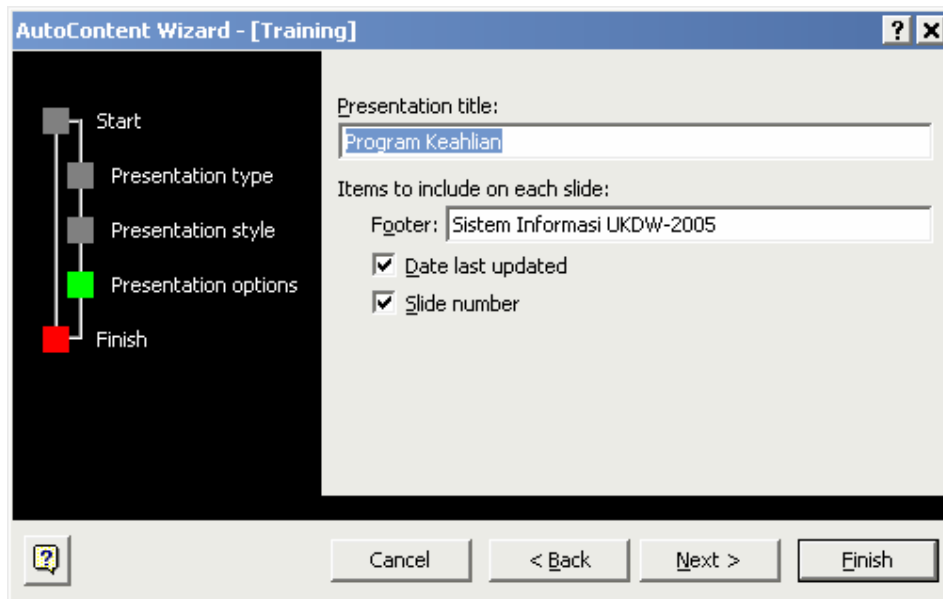 AutoContent Wizard - [Training]
Start
Presentation type
Presentation style
Presentation options
Finish
Presentation title:
Program Keahlian
Items to include on each slide:
Footer: Sistem Informasi UKDW-2005
Date last updated
Slide number
Cancel
< Back
Next >
Finish